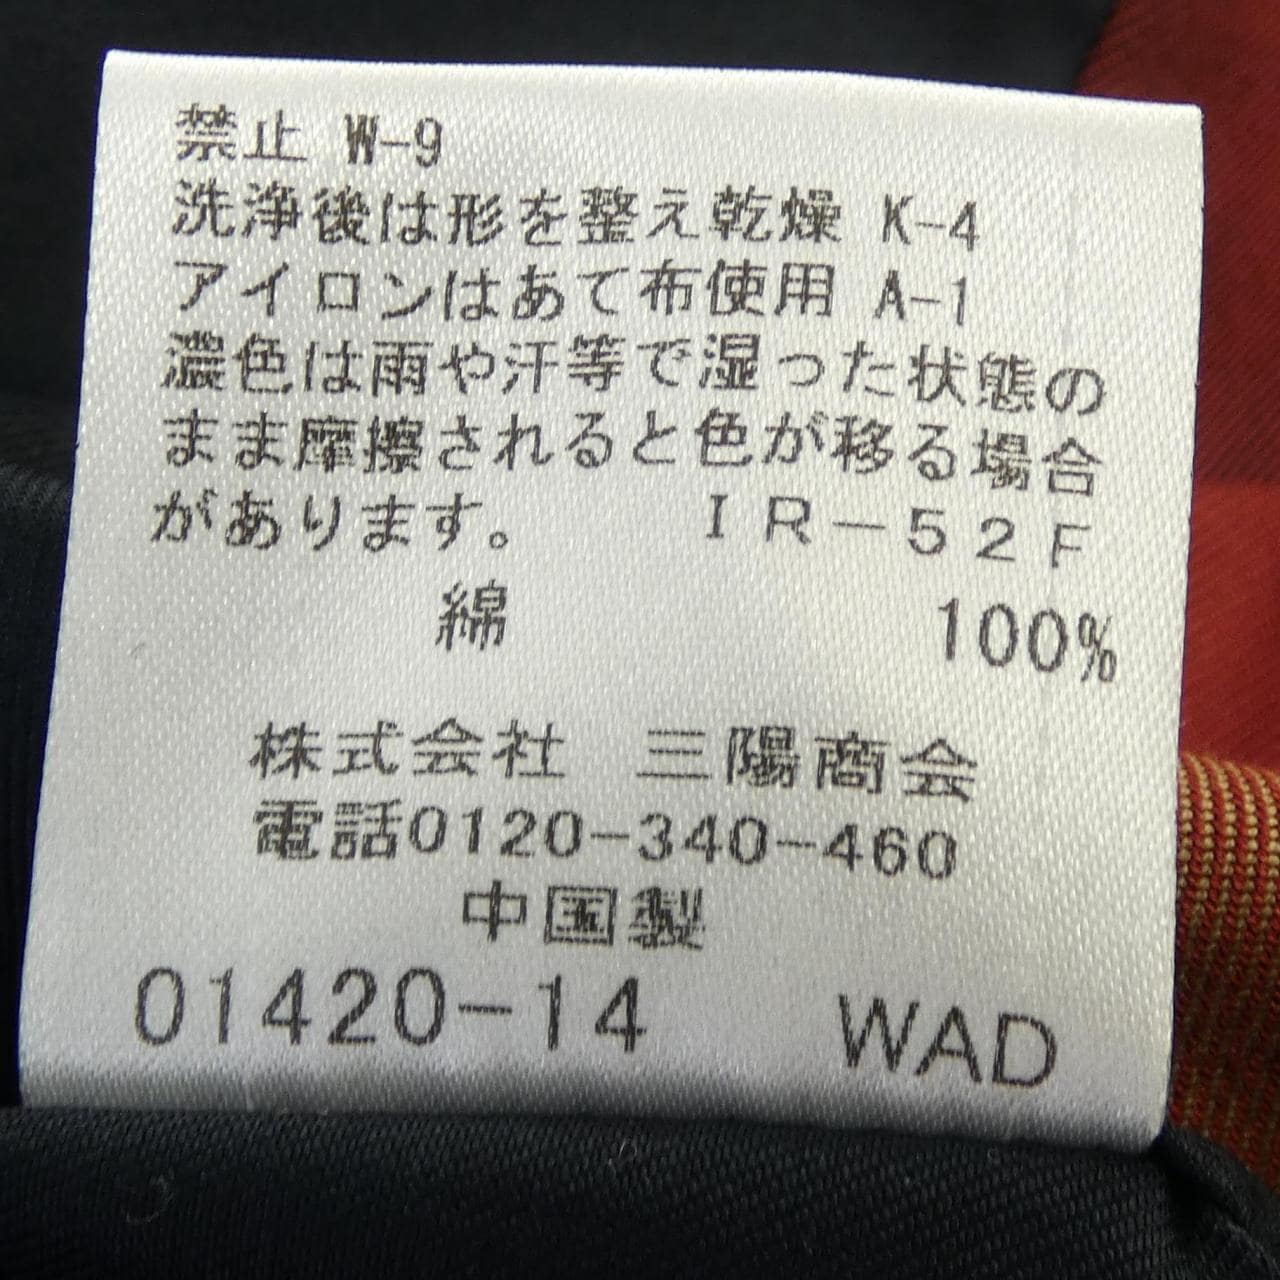 禁止 W-9
洗浄後は形を整え乾燥 K-4
アイロンはあて布使用 A-1
濃色は雨や汗等で湿った状態の
まま摩擦されると色が移る場合
があります。 ＩＲ－５２Ｆ
綿 100%
株式会社 三陽商会
電話0120-340-460
中国製
01420-14 WAD